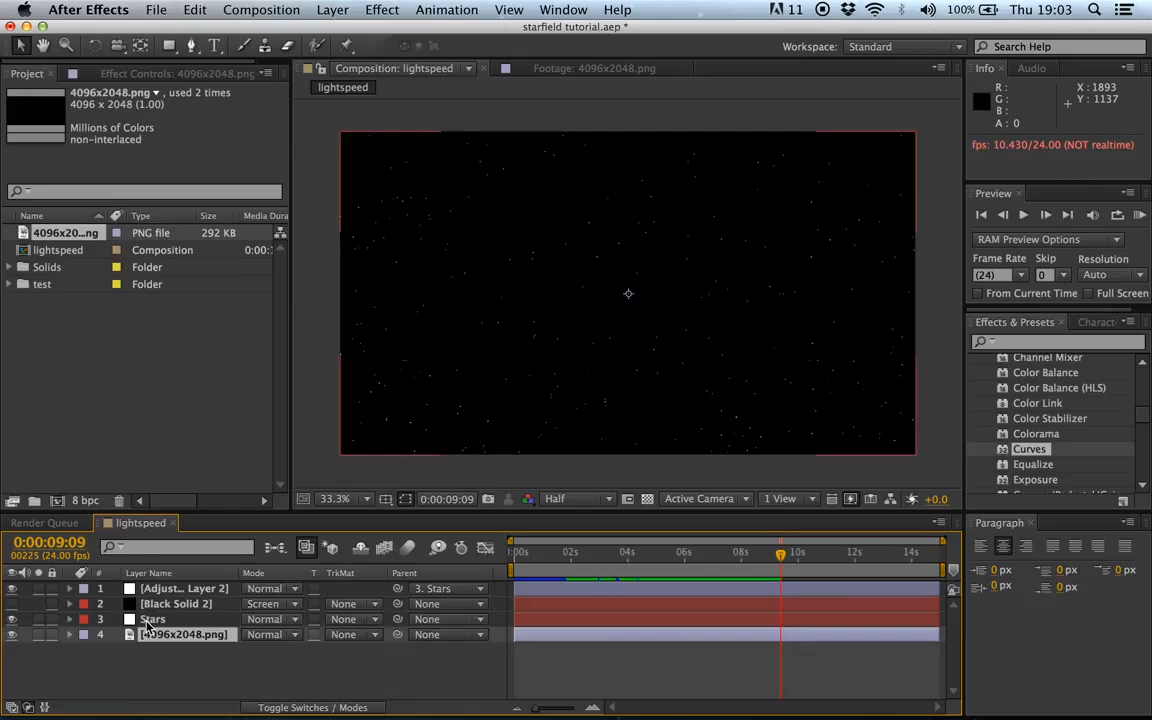 After Effects File Edit Composition Layer Effect Animation View Window Help 11 100% Thu 19:03
starfield tutorial.aep *
Workspace: Standard Search Help
Project Effect Controls: 4096x2048.png Composition: lightspeed Footage: 4096x2048.png Info Audio
lightspeed
4096x2048.png , used 2 times
4096 x 2048 (1.00)
Millions of Colors
non-interlaced
R: X: 1893
G: Y: 1137
B:
A: 0
fps: 10.430/24.00 (NOT realtime)
Preview
Name Type Size Media Dura
4096x20...ng PNG file 292 KB
lightspeed Composition 0:00:
Solids Folder
test Folder
RAM Preview Options
Frame Rate Skip Resolution
(24) 0 Auto
From Current Time Full Screen
Effects & Presets Charact
Channel Mixer
Color Balance
Color Balance (HLS)
Color Link
Color Stabilizer
Colorama
Curves
Equalize
Exposure
8 bpc 33.3% 0:00:09:09 Half Active Camera 1 View +0.0
Render Queue lightspeed Paragraph
0:00:09:09
00225 (24.00 fps)
:00s 02s 04s 06s 08s 10s 12s 14s
# Layer Name Mode T TrkMat Parent
1 [Adjust... Layer 2] Normal 3. Stars
2 [Black Solid 2] Screen None None
3 Stars Normal None None
4 [4096x2048.png] Normal None None
0 px 0 px
0 px 0 px
0 px
Toggle Switches / Modes